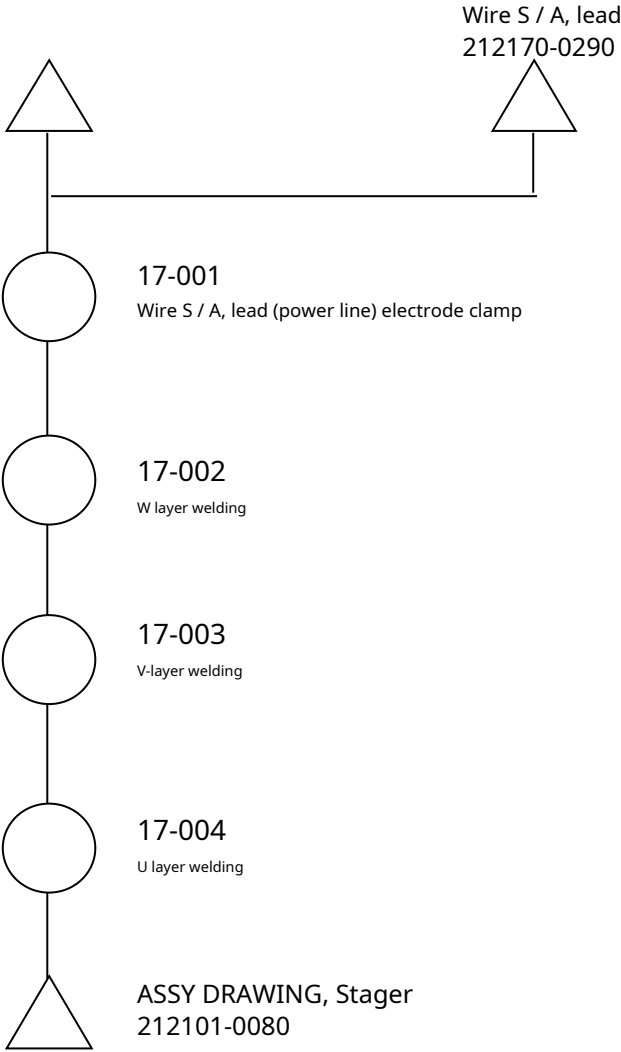 Wire S / A, lead
212170-0290
17-001
Wire S / A, lead (power line) electrode clamp
17-002
W layer welding
17-003
V-layer welding
17-004
U layer welding
ASSY DRAWING, Stager
212101-0080